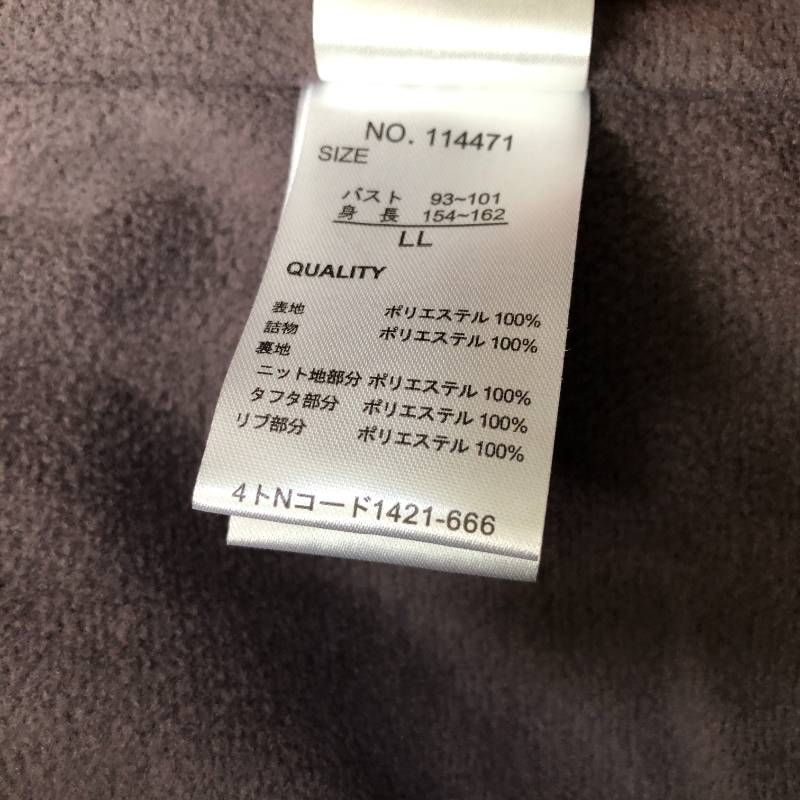 NO. 114471
SIZE
バスト 93~101
身 長 154~162
LL
QUALITY
表地 ポリエステル 100%
詰物 ポリエステル 100%
裏地
ニット地部分 ポリエステル 100%
タフタ部分 ポリエステル 100%
リブ部分 ポリエステル 100%
4トNコード1421-666